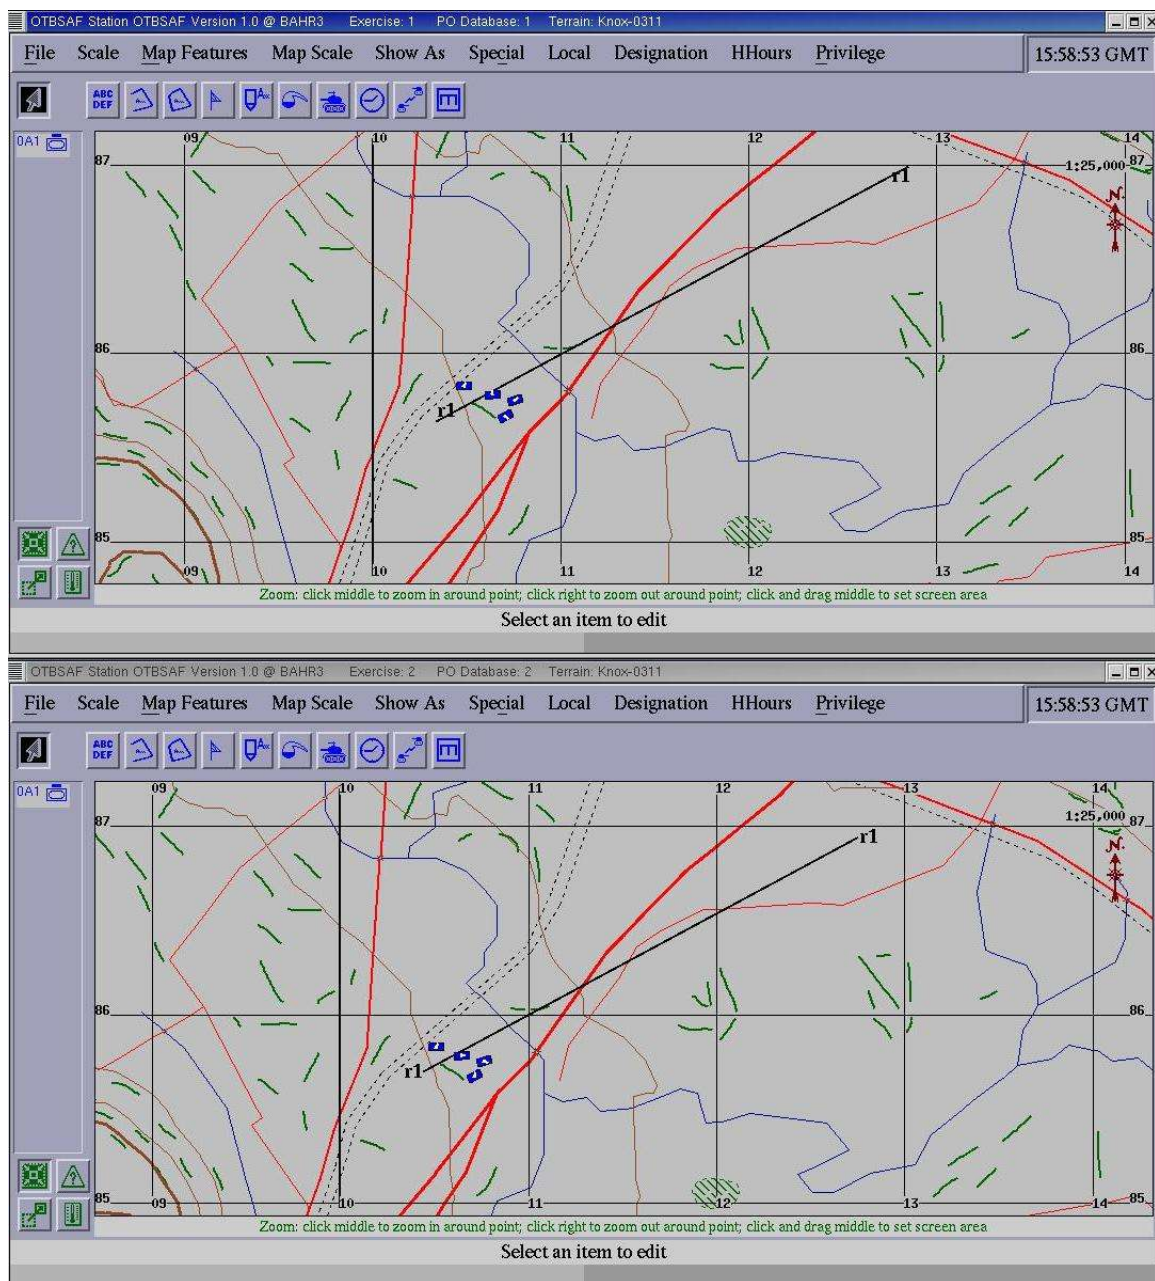 OTBSAF Station OTBSAF Version 1.0 @ BAHR3 Exercise: 1 PO Database: 1 Terrain: Knox-0311
File Scale Map Features Map Scale Show As Special Local Designation HHours Privilege 15:58:53 GMT
ABC
DEF
0A1
09 10 11 12 13 14
87 87
1:25,000
r1
N
86 86
r1
85 85
09 10 11 12 13 14
Zoom: click middle to zoom in around point; click right to zoom out around point; click and drag middle to set screen area
Select an item to edit
OTBSAF Station OTBSAF Version 1.0 @ BAHR3 Exercise: 2 PO Database: 2 Terrain: Knox-0311
File Scale Map Features Map Scale Show As Special Local Designation HHours Privilege 15:58:53 GMT
ABC
DEF
0A1
09 10 11 12 13 14
1:25,000
87 87
r1
N
86 86
r1
85 85
09 10 11 12 13 14
Zoom: click middle to zoom in around point; click right to zoom out around point; click and drag middle to set screen area
Select an item to edit